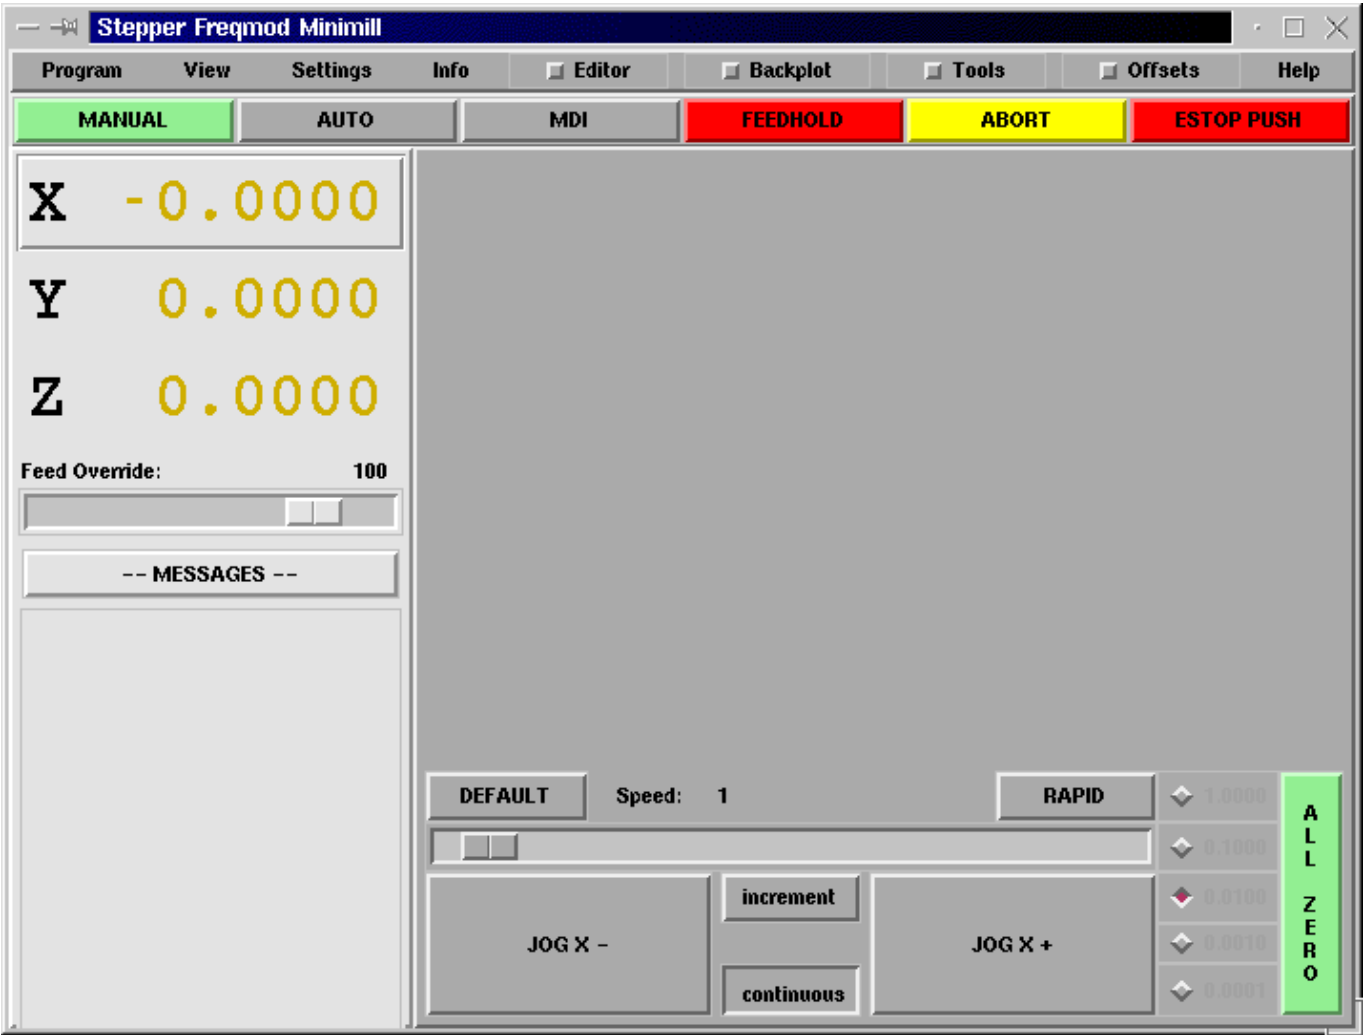 Stepper Freqmod Minimill
Program View Settings Info Editor Backplot Tools Offsets Help
MANUAL AUTO MDI FEEDHOLD ABORT ESTOP PUSH
X -0.0000
Y 0.0000
Z 0.0000
Feed Override: 100
-- MESSAGES --
DEFAULT Speed: 1 RAPID
1.0000
0.1000
0.0100
0.0010
0.0001
increment
JOG X -
JOG X +
continuous
ALL ZERO